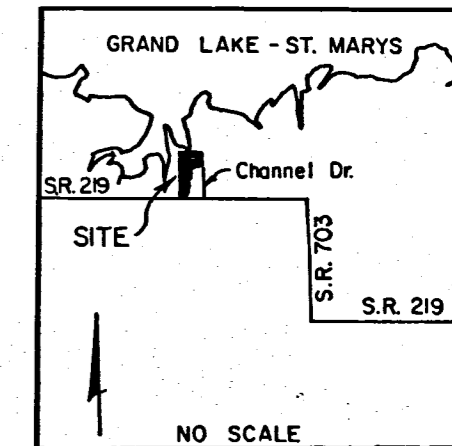 GRAND LAKE - ST. MARYS
Channel Dr.
S.R. 219
SITE
S.R. 703
S.R. 219
NO SCALE